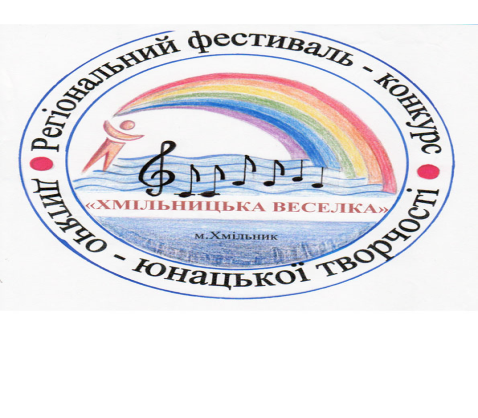 Регіональний фестиваль - конкурс
«ХМІЛЬНИЦЬКА ВЕСЕЛКА»
м.Хмільник
дитячо - юнацької творчості